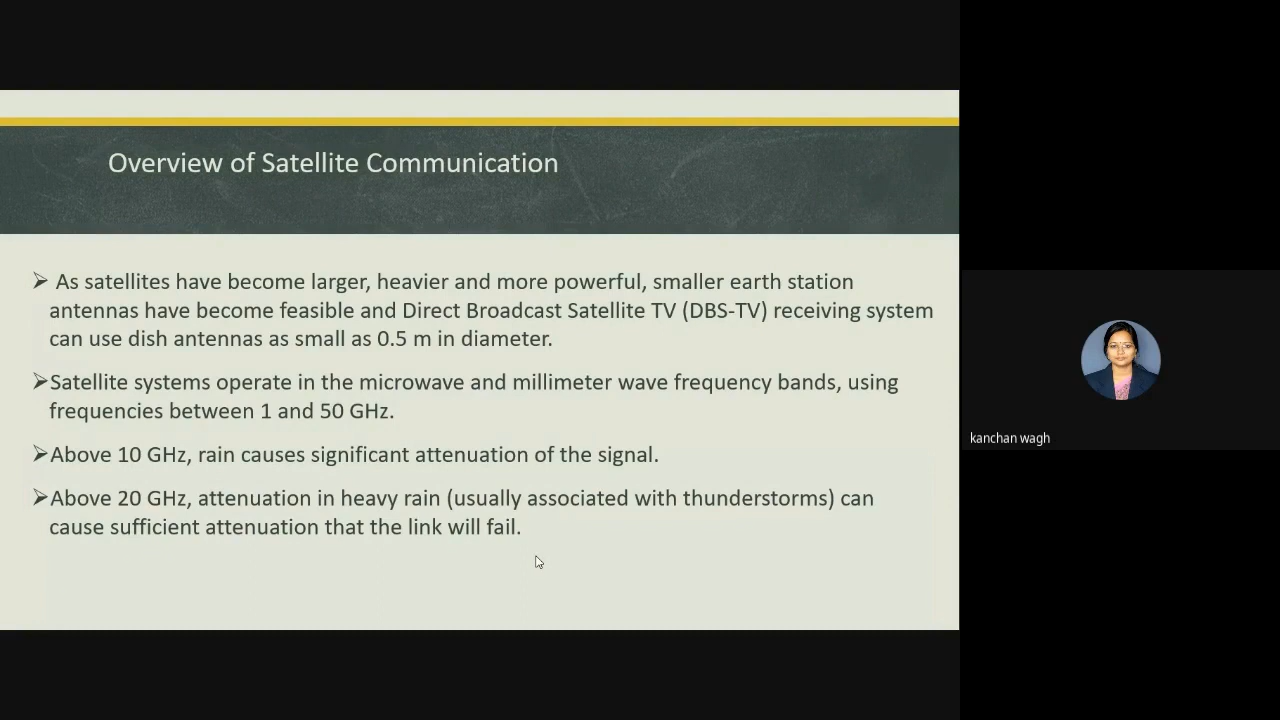 Overview of Satellite Communication
➢ As satellites have become larger, heavier and more powerful, smaller earth station
antennas have become feasible and Direct Broadcast Satellite TV (DBS-TV) receiving system
can use dish antennas as small as 0.5 m in diameter.
➢Satellite systems operate in the microwave and millimeter wave frequency bands, using
frequencies between 1 and 50 GHz.
➢Above 10 GHz, rain causes significant attenuation of the signal.
➢Above 20 GHz, attenuation in heavy rain (usually associated with thunderstorms) can
cause sufficient attenuation that the link will fail.
kanchan wagh